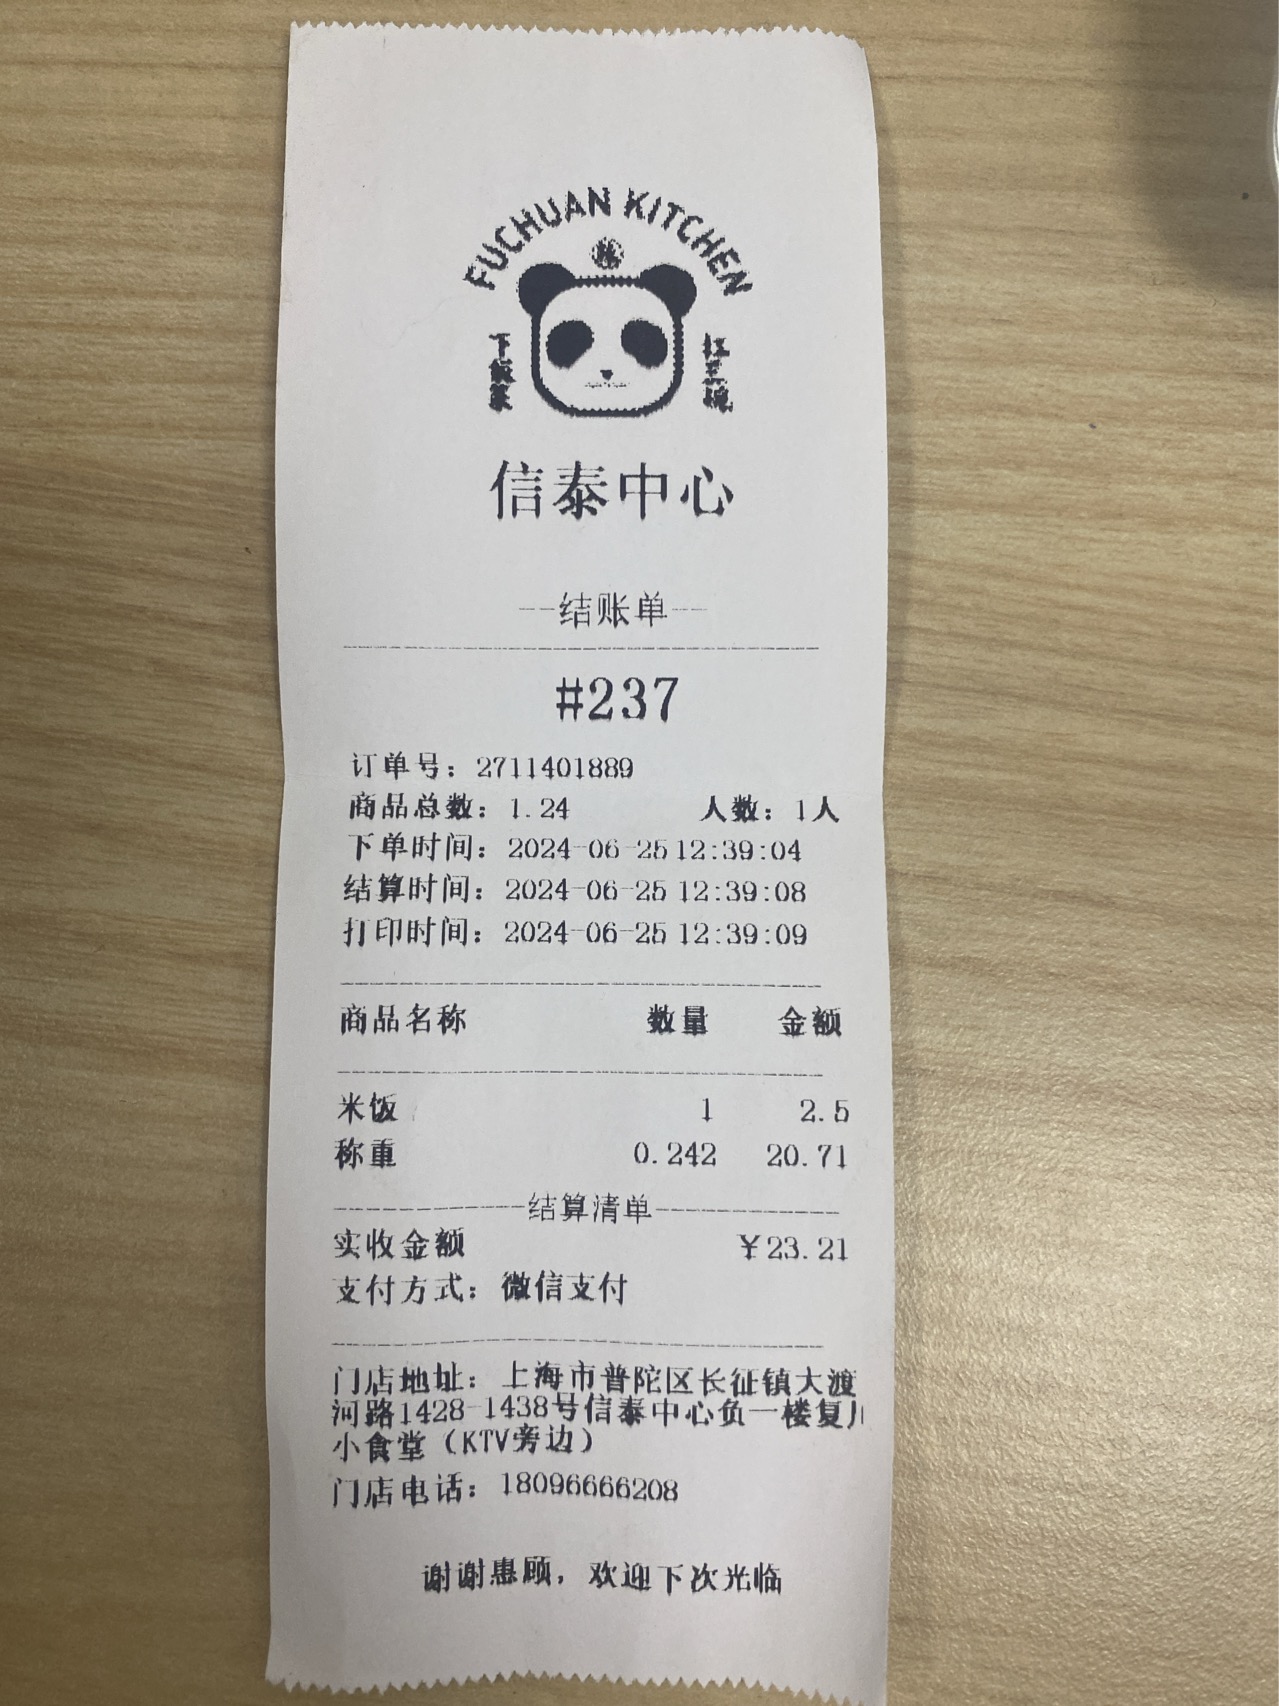 FUCHUAN KITCHEN
下饭菜
扛三碗
信泰中心
--结账单--
#237
订单号：2711401889
商品总数：1.24 人数：1人
下单时间：2024-06-25 12:39:04
结算时间：2024-06-25 12:39:08
打印时间：2024-06-25 12:39:09
商品名称 数量 金额
米饭 1 2.5
称重 0.242 20.71
结算清单
实收金额 ￥23.21
支付方式：微信支付
门店地址：上海市普陀区长征镇大渡
河路1428-1438号信泰中心负一楼复川
小食堂（KTV旁边）
门店电话：18096666208
谢谢惠顾，欢迎下次光临